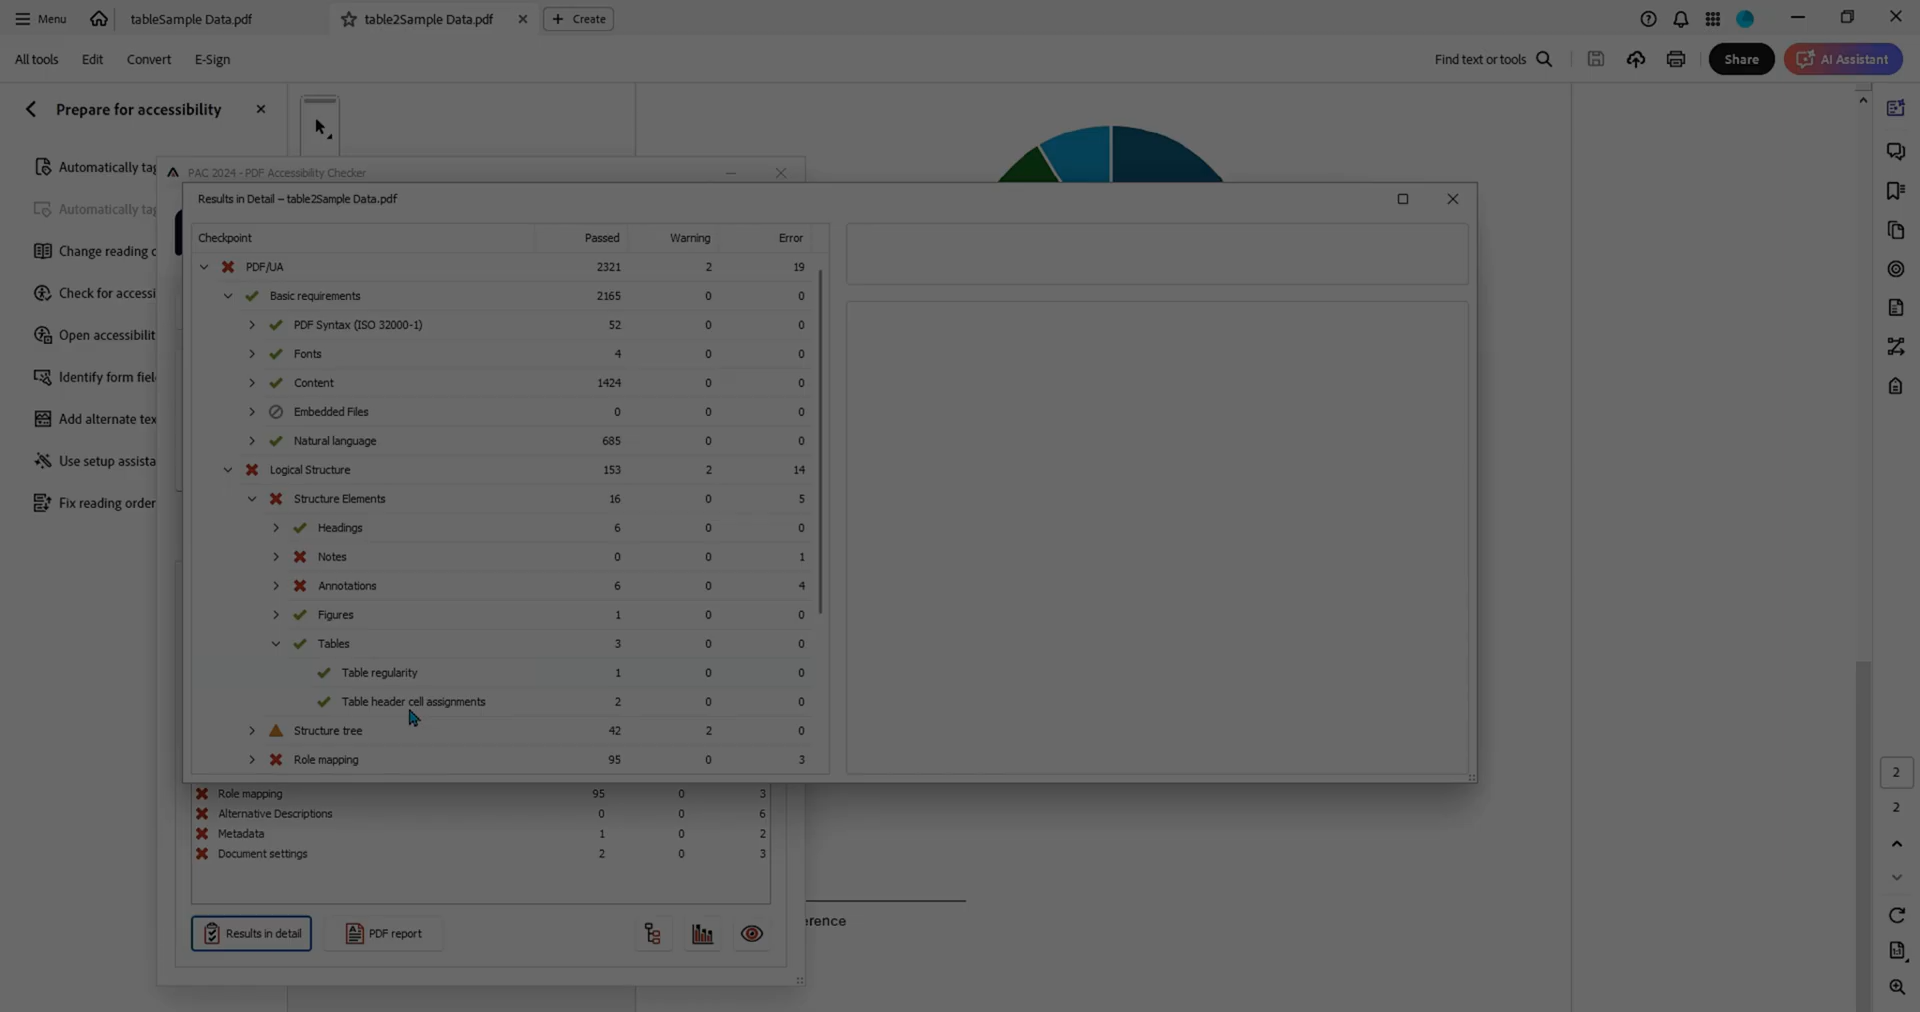 Menu
tableSample Data.pdf
table2Sample Data.pdf
Create
All tools
Edit
Convert
E-Sign
Find text or tools
Share
AI Assistant
Prepare for accessibility
Automatically tag
Automatically tag
Change reading o
Check for accessi
Open accessibilit
Identify form fiel
Add alternate tex
Use setup assista
Fix reading order
PAC 2024 - PDF Accessibility Checker
Results in Detail – table2Sample Data.pdf
Checkpoint Passed Warning Error
PDF/UA 2321 2 19
Basic requirements 2165 0 0
PDF Syntax (ISO 32000-1) 52 0 0
Fonts 4 0 0
Content 1424 0 0
Embedded Files 0 0 0
Natural language 685 0 0
Logical Structure 153 2 14
Structure Elements 16 0 5
Headings 6 0 0
Notes 0 0 1
Annotations 6 0 4
Figures 1 0 0
Tables 3 0 0
Table regularity 1 0 0
Table header cell assignments 2 0 0
Structure tree 42 2 0
Role mapping 95 0 3
Role mapping 95 0 3
Alternative Descriptions 0 0 6
Metadata 1 0 2
Document settings 2 0 3
Results in detail
PDF report
erence
2
2